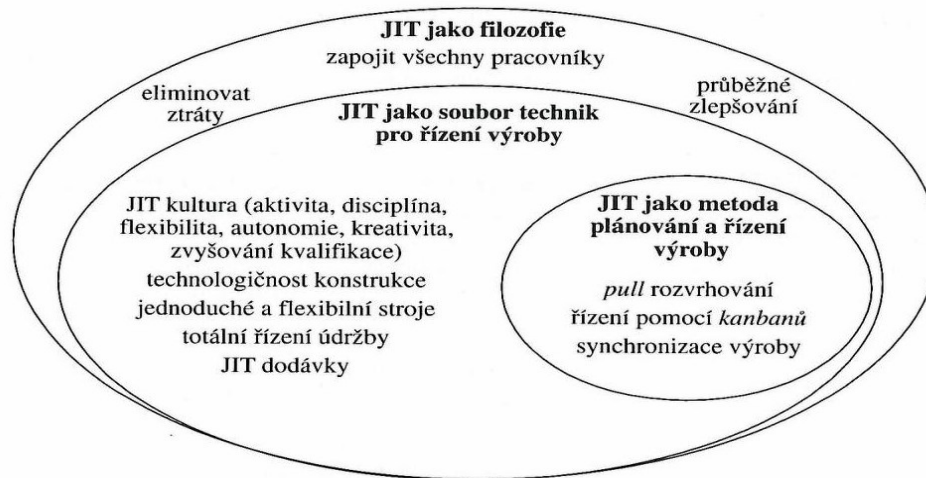 JIT jako filozofie
zapojit všechny pracovníky
eliminovat
ztráty
průběžné
zlepšování
JIT jako soubor technik
pro řízení výroby
JIT kultura (aktivita, disciplína,
flexibilita, autonomie, kreativita,
zvyšování kvalifikace)
technologičnost konstrukce
jednoduché a flexibilní stroje
totální řízení údržby
JIT dodávky
JIT jako metoda
plánování a řízení
výroby
pull rozvrhování
řízení pomocí kanbanů
synchronizace výroby